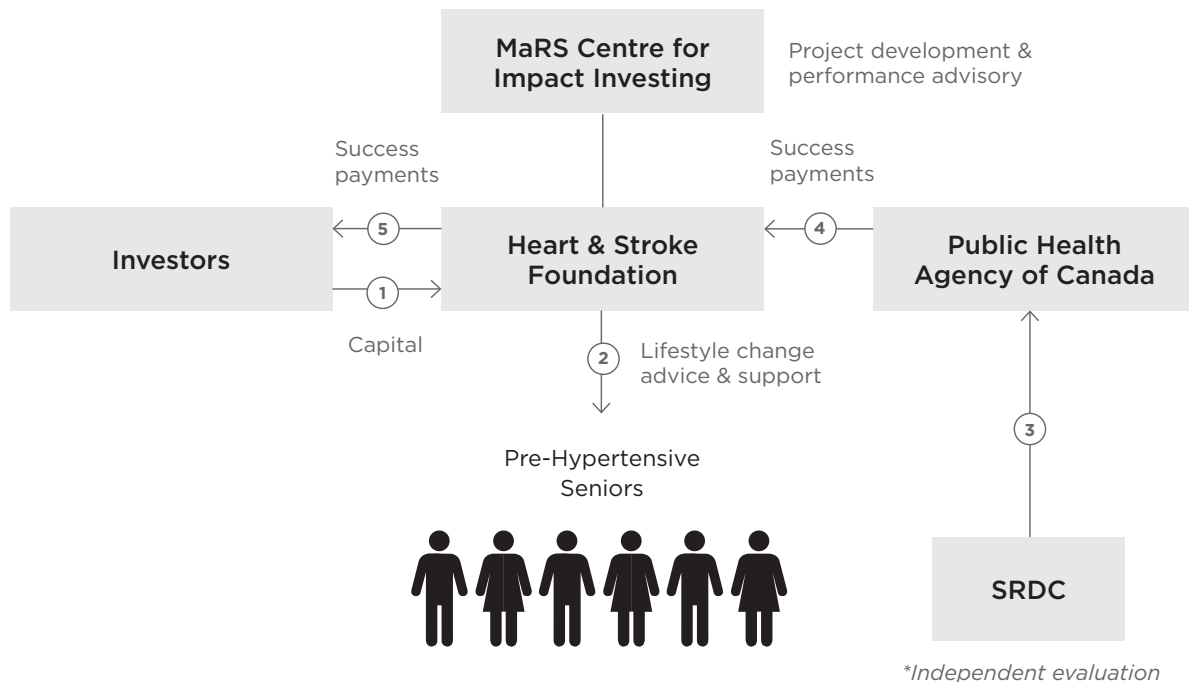 MaRS Centre for
Impact Investing
Project development &
performance advisory
Success
payments
Success
payments
Investors
5
1
Heart & Stroke
Foundation
4
Public Health
Agency of Canada
Capital
2
Lifestyle change
advice & support
3
Pre-Hypertensive
Seniors
SRDC
*Independent evaluation